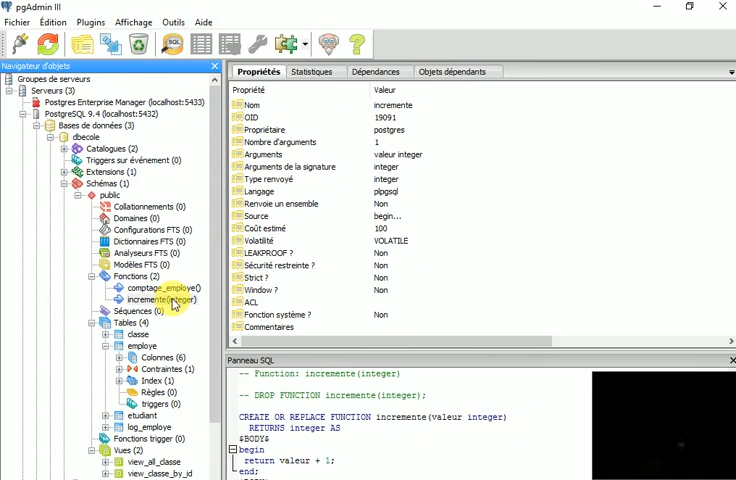 pgAdmin III
Fichier Édition Plugins Affichage Outils Aide
Navigateur d'objets
Groupes de serveurs
Serveurs (3)
Postgres Enterprise Manager (localhost:5433)
PostgreSQL 9.4 (localhost:5432)
Bases de données (3)
dbecole
Catalogues (2)
Triggers sur événement (0)
Extensions (1)
Schémas (1)
public
Collationnements (0)
Domaines (0)
Configurations FTS (0)
Dictionnaires FTS (0)
Analyseurs FTS (0)
Modèles FTS (0)
Fonctions (2)
comptage_employe()
incremente(integer)
Séquences (0)
Tables (4)
classe
employe
Colonnes (6)
Contraintes (1)
Index (1)
Règles (0)
triggers (0)
etudiant
log_employe
Fonctions trigger (0)
Vues (2)
view_all_classe
view_classe_by_id
Propriétés Statistiques Dépendances Objets dépendants
Propriété Valeur
Nom incremente
OID 19091
Propriétaire postgres
Nombre d'arguments 1
Arguments valeur integer
Arguments de la signature integer
Type renvoyé integer
Langage plpgsql
Renvoie un ensemble Non
Source begin...
Coût estimé 100
Volatilité VOLATILE
LEAKPROOF ? Non
Sécurité restreinte ? Non
Strict ? Non
Window ? Non
ACL
Fonction système ? Non
Commentaires
Panneau SQL
-- Function: incremente(integer)
-- DROP FUNCTION incremente(integer);
CREATE OR REPLACE FUNCTION incremente(valeur integer)
RETURNS integer AS
$BODY$
begin
return valeur + 1;
end;
$BODY$